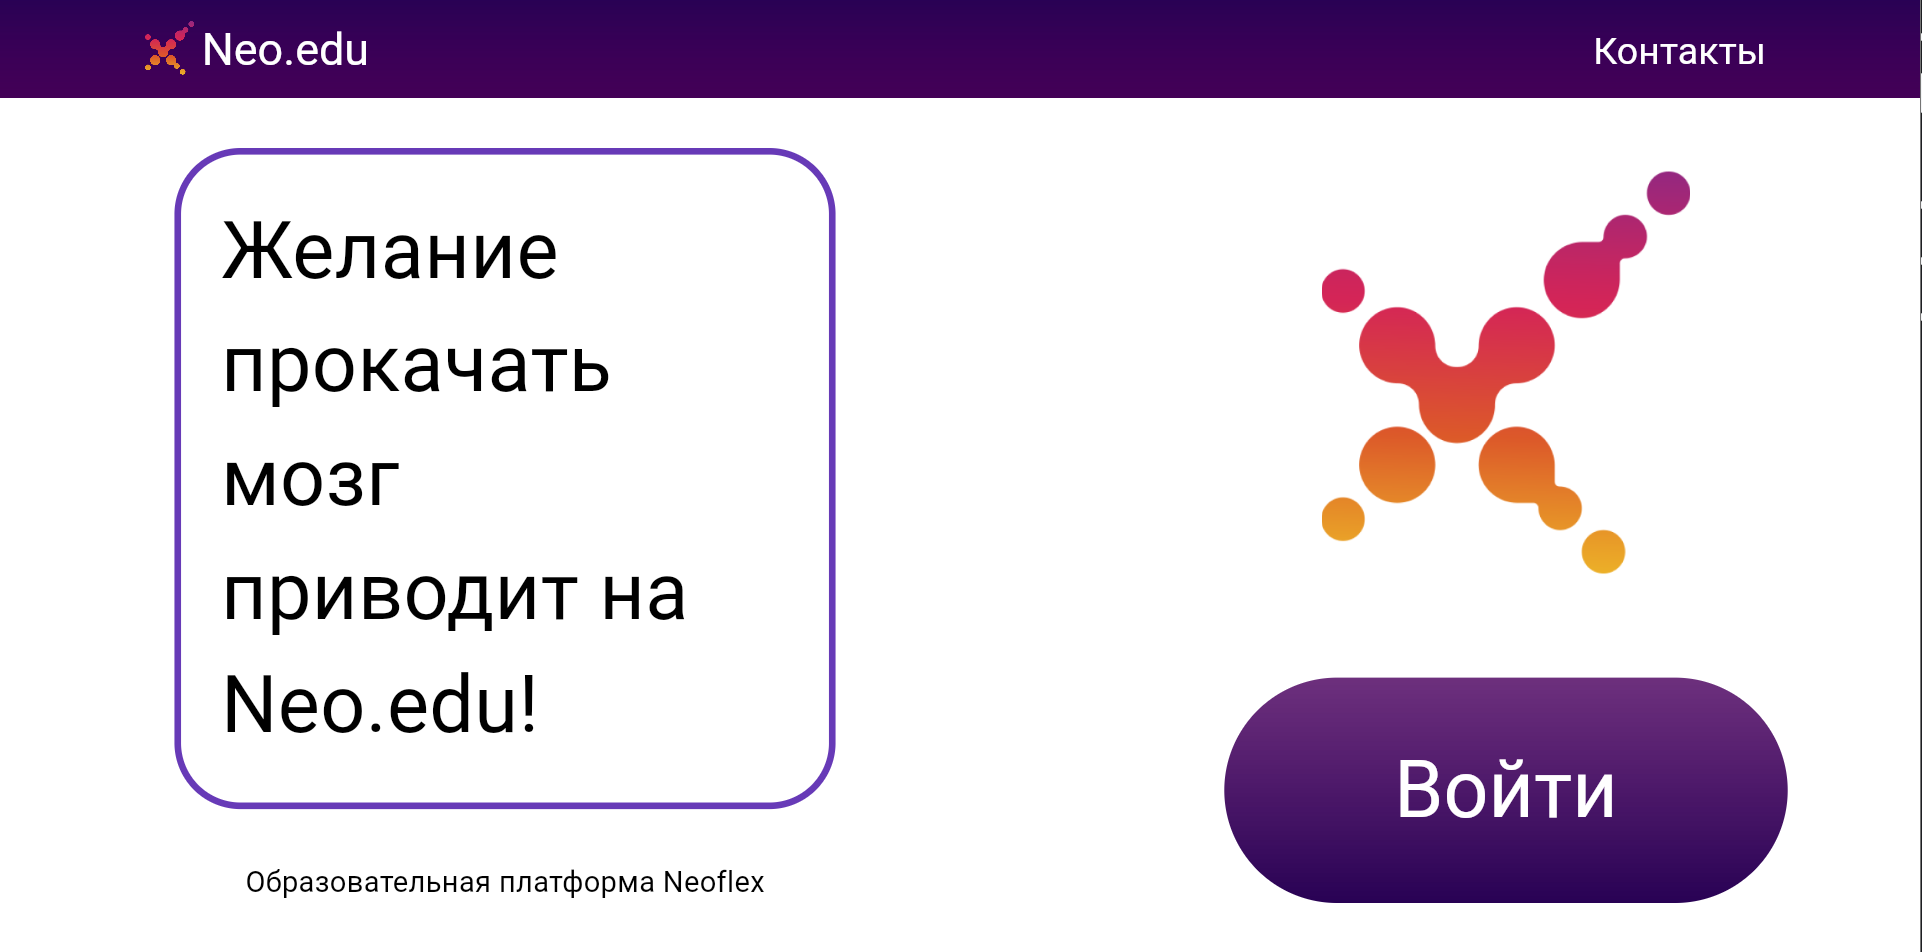 Neo.edu
Контакты
Желание
прокачать
мозг
приводит на
Neo.edu!
Войти
Образовательная платформа Neoflex